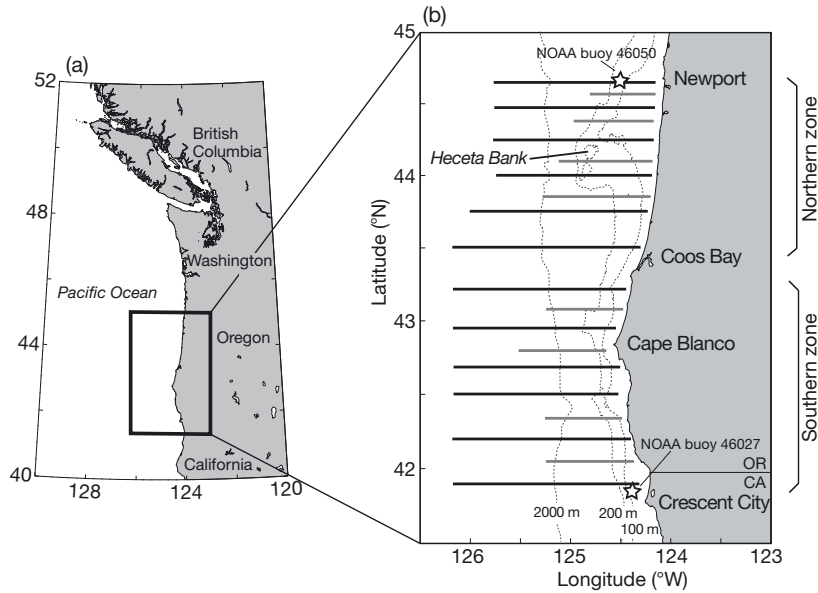 (a)
52
48
44
40
128
124
120
British
Columbia
Washington
Pacific Ocean
Oregon
California
(b)
45
44
43
42
Latitude (°N)
126
125
124
123
Longitude (°W)
NOAA buoy 46050
Newport
Heceta Bank
Coos Bay
Cape Blanco
NOAA buoy 46027
OR
CA
Crescent City
2000 m
200 m
100 m
Northern zone
Southern zone